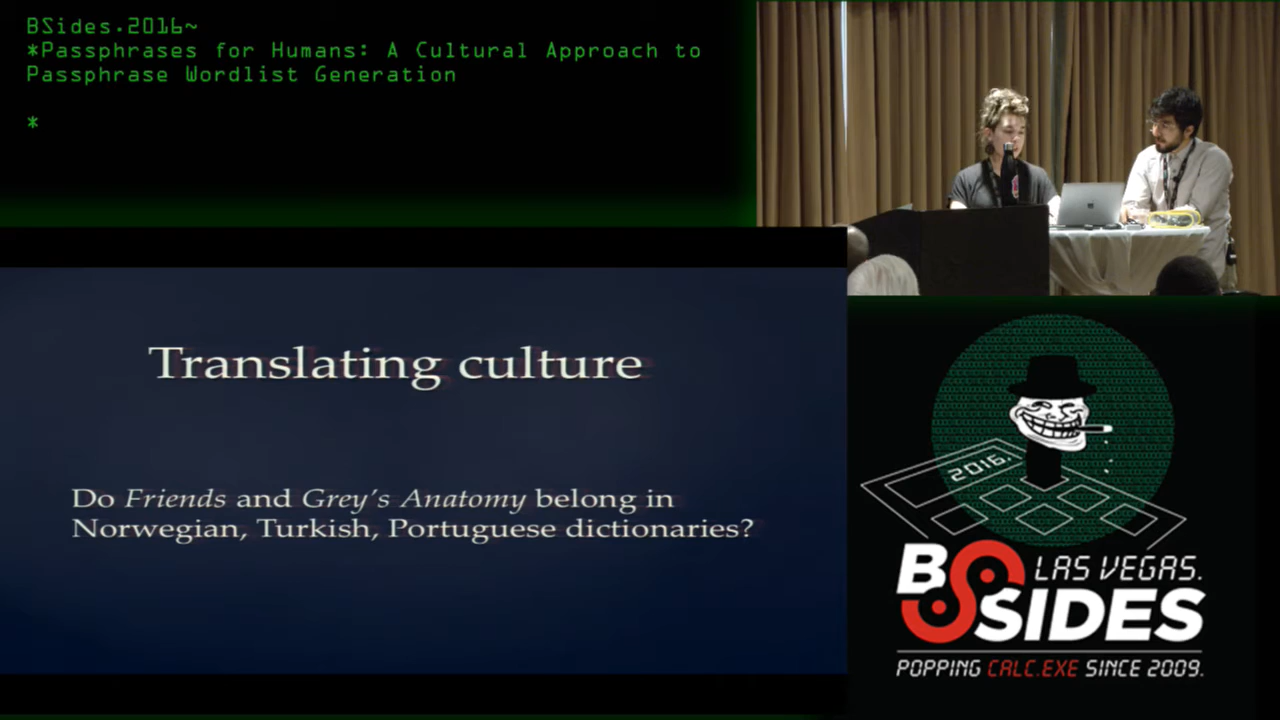 BSides.2016~
*Passphrases for Humans: A Cultural Approach to
Passphrase Wordlist Generation
*
Translating culture
Do Friends and Grey's Anatomy belong in
Norwegian, Turkish, Portuguese dictionaries?
2016.
BSIDES LAS VEGAS.
POPPING CALC.EXE SINCE 2009.